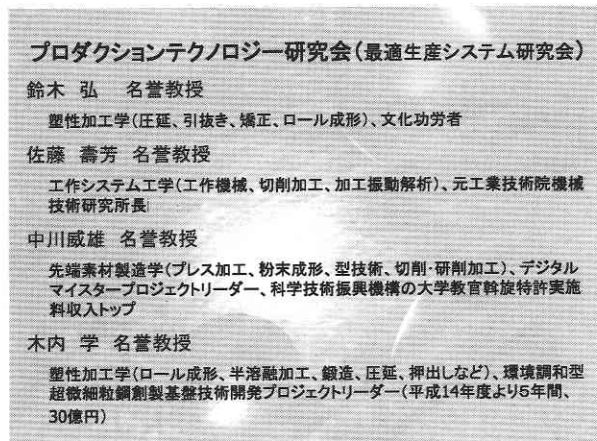 プロダクションテクノロジー研究会(最適生産システム研究会)
鈴木 弘 名誉教授
塑性加工学(圧延、引抜き、矯正、ロール成形)、文化功労者
佐藤 壽芳 名誉教授
工作システム工学(工作機械、切削加工、加工振動解析)、元工業技術院機械
技術研究所長
中川威雄 名誉教授
先端素材製造学(プレス加工、粉末成形、型技術、切削・研削加工)、デジタル
マイスタープロジェクトリーダー、科学技術振興機構の大学教官斡旋特許実施
料収入トップ
木内 学 名誉教授
塑性加工学(ロール成形、半溶融加工、鍛造、圧延、押出しなど)、環境調和型
超微細粒鋼創製基盤技術開発プロジェクトリーダー(平成14年度より5年間、
30億円)